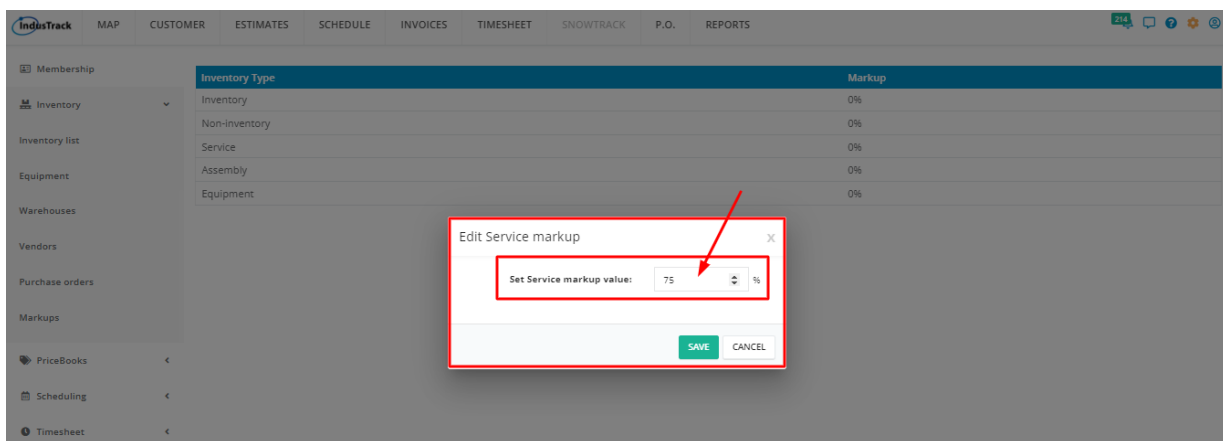 IndusTrack MAP CUSTOMER ESTIMATES SCHEDULE INVOICES TIMESHEET SNOWTRACK P.O. REPORTS 214
Membership
Inventory
Inventory list
Equipment
Warehouses
Vendors
Purchase orders
Markups
PriceBooks
Scheduling
Timesheet
Inventory Type Markup
Inventory 0%
Non-inventory 0%
Service 0%
Assembly 0%
Equipment 0%
Edit Service markup x
Set Service markup value: 75 %
SAVE CANCEL